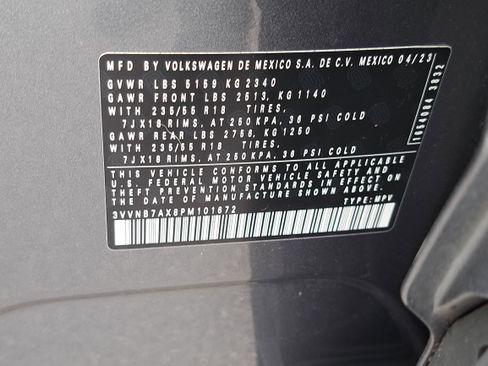 MFD BY VOLKSWAGEN DE MEXICO S.A. DE C.V. MEXICO 04/23
GVWR LBS 5159 KG 2340
GAWR FRONT LBS 2513, KG 1140
WITH 235/55 R18 TIRES,
7JX18 RIMS, AT 250 KPA, 36 PSI COLD
GAWR REAR LBS 2756, KG 1250
WITH 235/55 R18 TIRES,
7JX18 RIMS, AT 250 KPA, 36 PSI COLD
THIS VEHICLE CONFORMS TO ALL APPLICABLE
U.S. FEDERAL MOTOR VEHICLE SAFETY AND
THEFT PREVENTION STANDARDS IN EFFECT ON
THE DATE OF MANUFACTURE SHOWN ABOVE.
3VVNB7AX8PM101672
TYPE: MPV